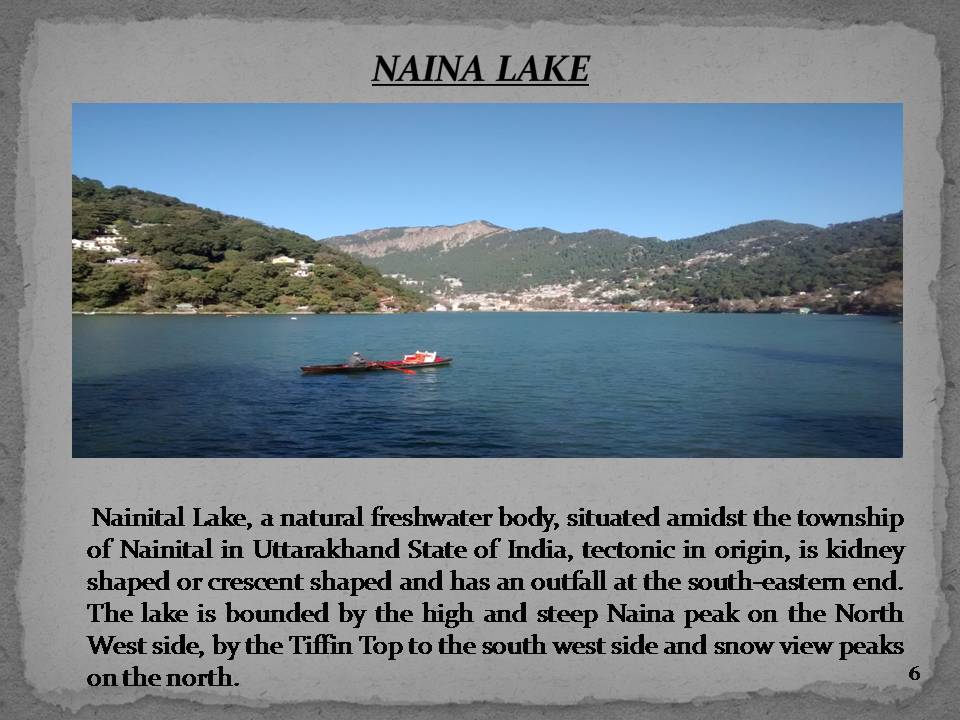 NAINA LAKE
Nainital Lake, a natural freshwater body, situated amidst the township
of Nainital in Uttarakhand State of India, tectonic in origin, is kidney
shaped or crescent shaped and has an outfall at the south-eastern end.
The lake is bounded by the high and steep Naina peak on the North
West side, by the Tiffin Top to the south west side and snow view peaks
on the north.
6